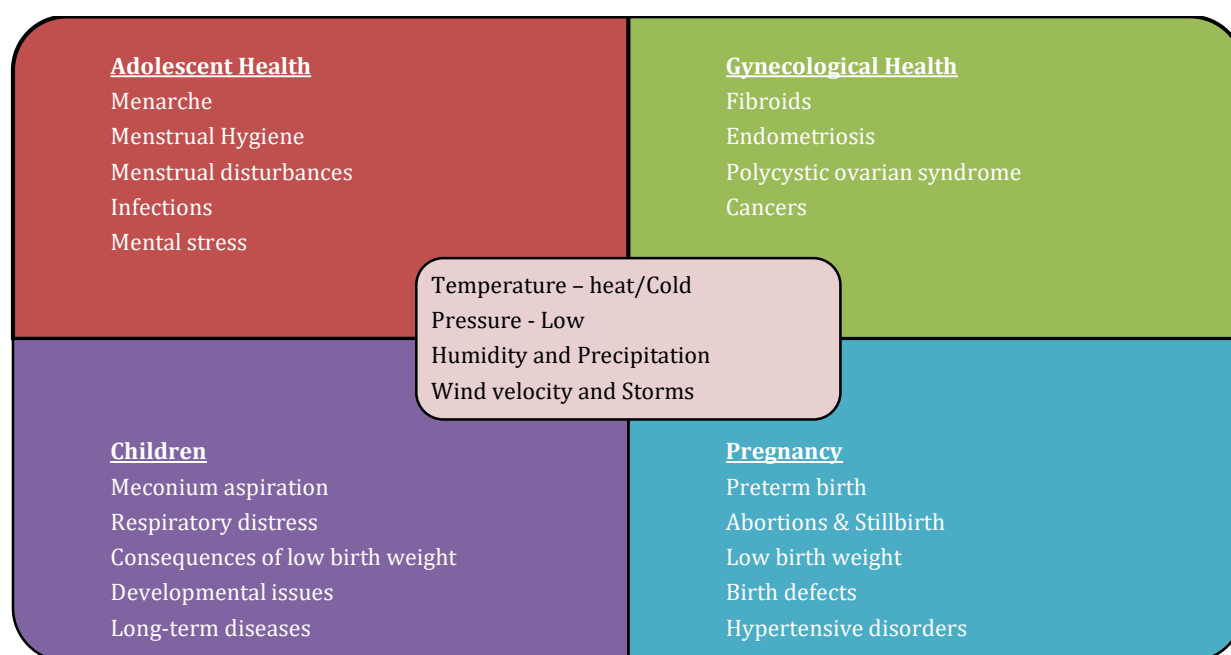 Adolescent Health
Menarche
Menstrual Hygiene
Menstrual disturbances
Infections
Mental stress
Gynecological Health
Fibroids
Endometriosis
Polycystic ovarian syndrome
Cancers
Temperature – heat/Cold
Pressure - Low
Humidity and Precipitation
Wind velocity and Storms
Children
Meconium aspiration
Respiratory distress
Consequences of low birth weight
Developmental issues
Long-term diseases
Pregnancy
Preterm birth
Abortions & Stillbirth
Low birth weight
Birth defects
Hypertensive disorders